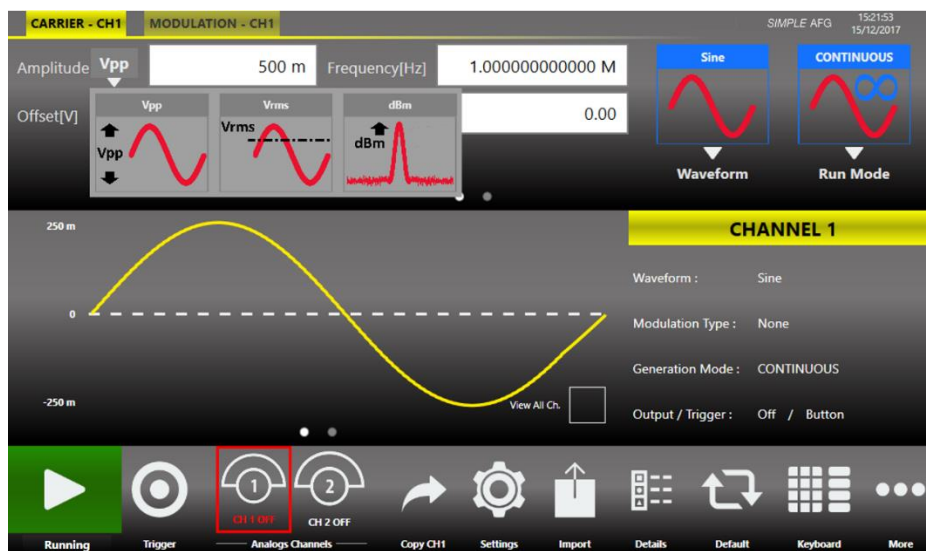 CARRIER - CH1 MODULATION - CH1 SIMPLE AFG 15:21:53
15/12/2017
Amplitude Vpp 500 m Frequency[Hz] 1.000000000000 M
Sine CONTINUOUS
Offset[V] 0.00
Vpp Vrms dBm
Vpp Vrms dBm
Waveform Run Mode
250 m
0
-250 m
View All Ch.
CHANNEL 1
Waveform : Sine
Modulation Type : None
Generation Mode : CONTINUOUS
Output / Trigger : Off / Button
1 2
CH 1 OFF CH 2 OFF
Running Trigger Analogs Channels Copy CH1 Settings Import Details Default Keyboard More